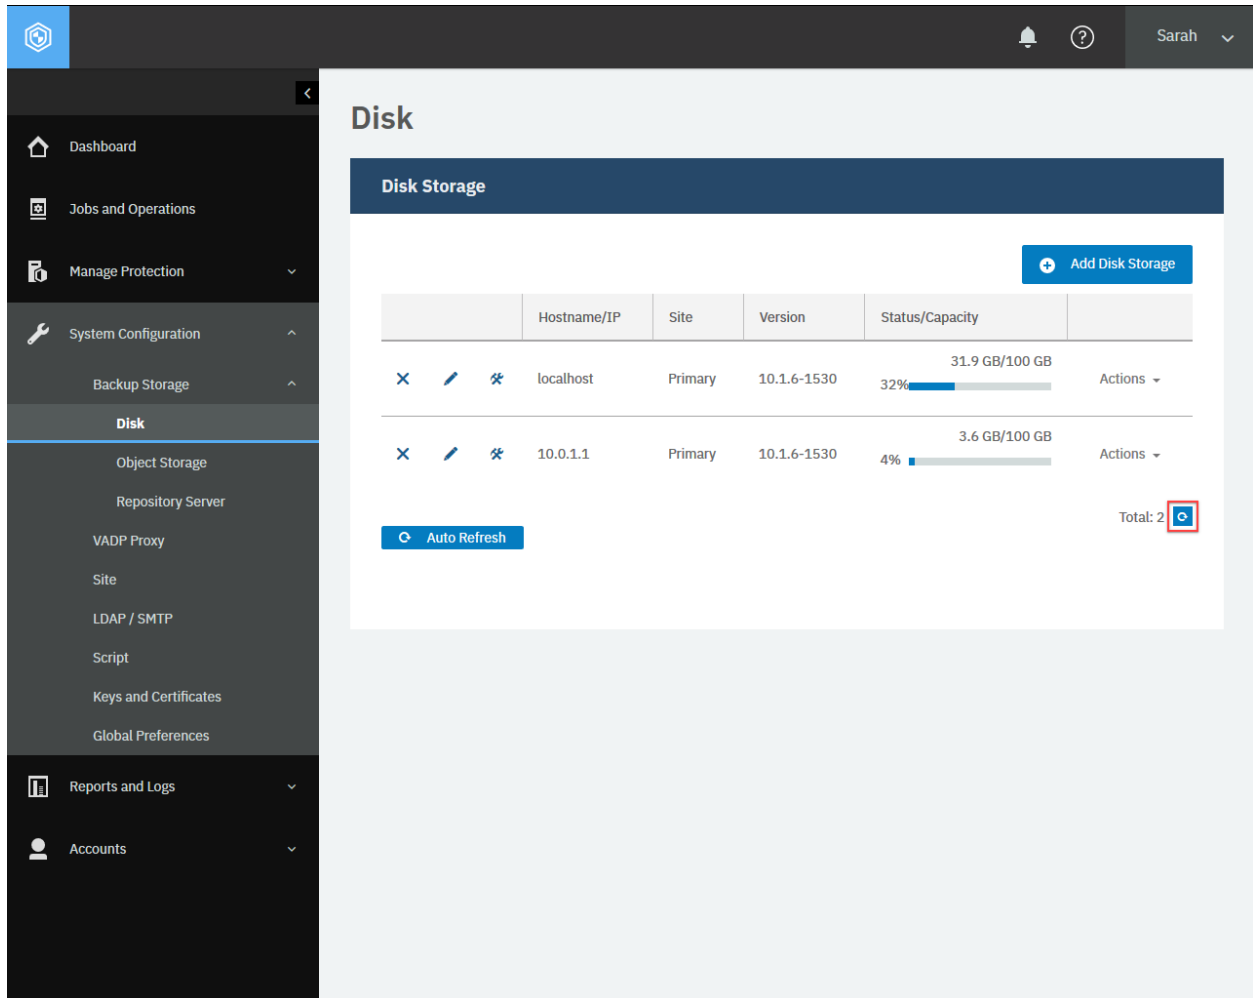 Sarah
Dashboard
Jobs and Operations
Manage Protection
System Configuration
Backup Storage
Disk
Object Storage
Repository Server
VADP Proxy
Site
LDAP / SMTP
Script
Keys and Certificates
Global Preferences
Reports and Logs
Accounts
Disk
Disk Storage
Add Disk Storage
Hostname/IP Site Version Status/Capacity
31.9 GB/100 GB
localhost Primary 10.1.6-1530 32% Actions
3.6 GB/100 GB
10.0.1.1 Primary 10.1.6-1530 4% Actions
Total: 2
Auto Refresh